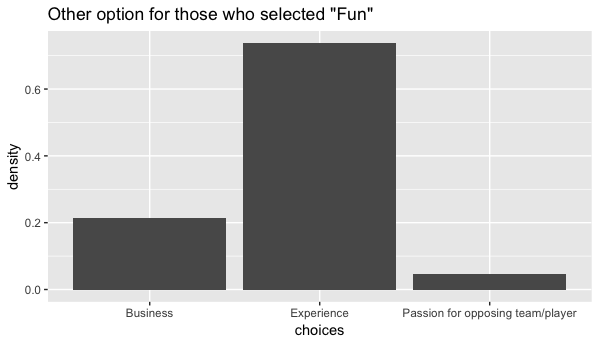 Other option for those who selected "Fun"
density
0.6
0.4
0.2
0.0
Business
Experience
Passion for opposing team/player
choices